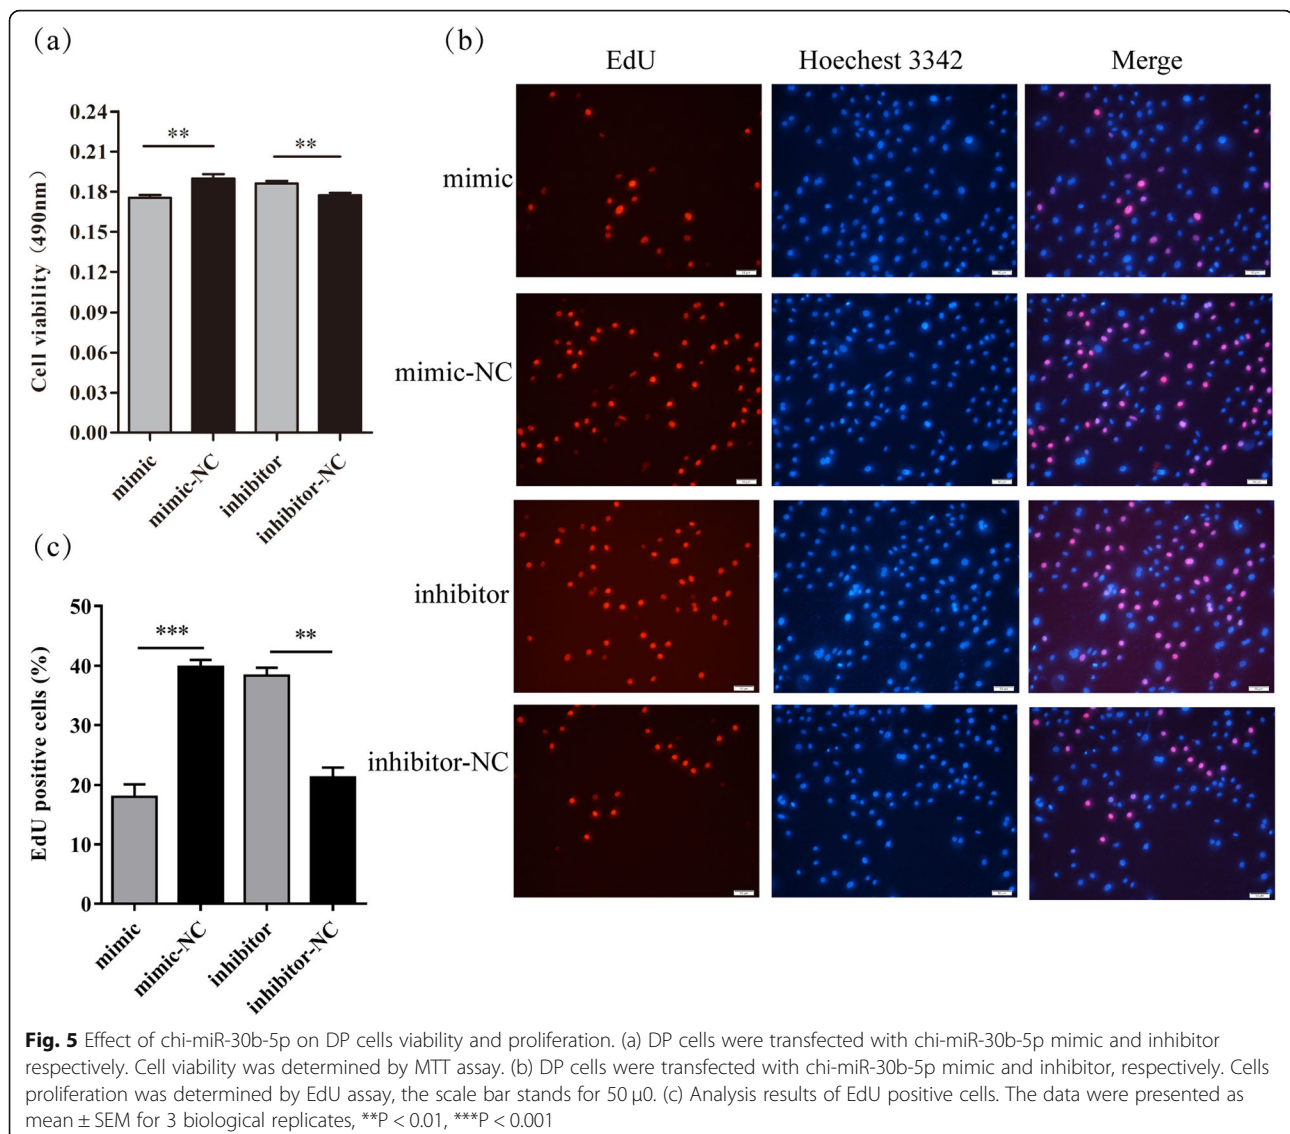 (a)
**
**
0.24
0.21
0.18
0.15
0.12
0.09
0.06
0.03
0.00
Cell viability (490nm)
mimic
mimic-NC
inhibitor
inhibitor-NC
(b)
EdU Hoechest 3342 Merge
mimic
mimic-NC
inhibitor
inhibitor-NC
(c)
***
**
50
40
30
20
10
0
EdU positive cells (%)
mimic
mimic-NC
inhibitor
inhibitor-NC
Fig. 5 Effect of chi-miR-30b-5p on DP cells viability and proliferation. (a) DP cells were transfected with chi-miR-30b-5p mimic and inhibitor
respectively. Cell viability was determined by MTT assay. (b) DP cells were transfected with chi-miR-30b-5p mimic and inhibitor, respectively. Cells
proliferation was determined by EdU assay, the scale bar stands for 50 μ0. (c) Analysis results of EdU positive cells. The data were presented as
mean ± SEM for 3 biological replicates, **P < 0.01, ***P < 0.001